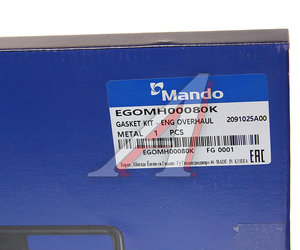 Mando
EGOMH00080K
GASKET KIT - ENG OVERHAUL 2091025A00
METAL 1 PCS
EGOMH00080K FG 0001
MADE IN KOREA
EAC